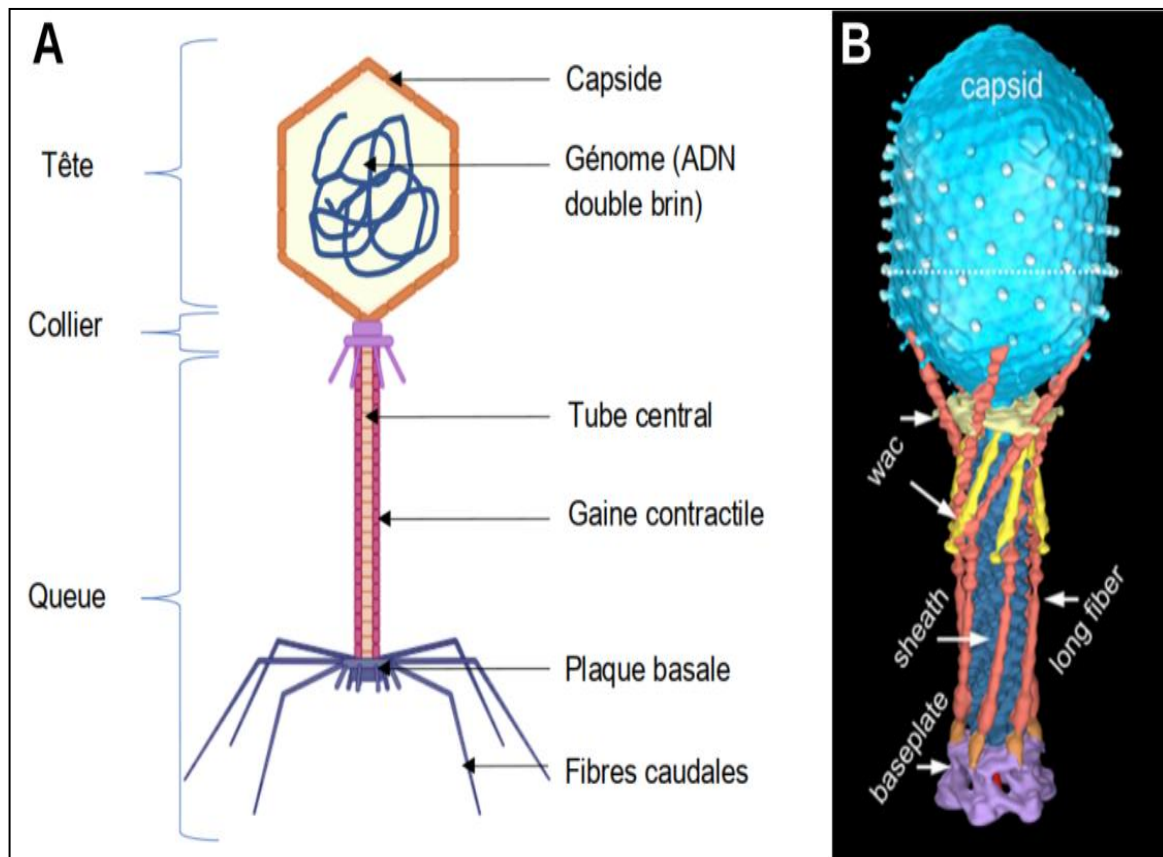 A
Tête
Collier
Queue
Capside
Génome (ADN
double brin)
Tube central
Gaine contractile
Plaque basale
Fibres caudales
B
capsid
wac
sheath
long fiber
baseplate